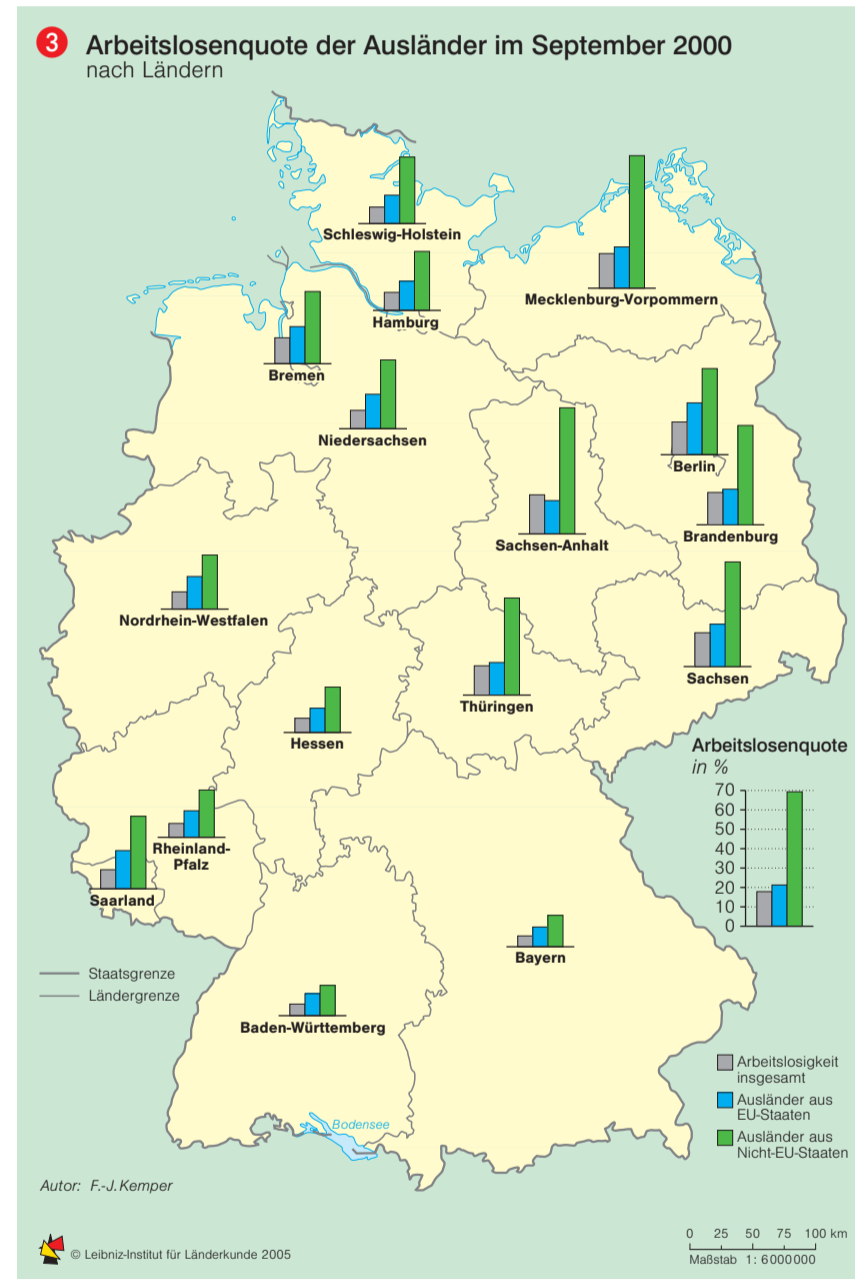 3 Arbeitslosenquote der Ausländer im September 2000
nach Ländern
Schleswig-Holstein
Mecklenburg-Vorpommern
Hamburg
Bremen
Niedersachsen
Berlin
Brandenburg
Sachsen-Anhalt
Nordrhein-Westfalen
Sachsen
Thüringen
Hessen
Arbeitslosenquote
in %
70
60
50
40
30
20
10
0
Rheinland-
Pfalz
Saarland
Bayern
Staatsgrenze
Ländergrenze
Baden-Württemberg
Arbeitslosigkeit
insgesamt
Ausländer aus
EU-Staaten
Ausländer aus
Nicht-EU-Staaten
Bodensee
Autor: F.-J. Kemper
© Leibniz-Institut für Länderkunde 2005
0 25 50 75 100 km
Maßstab 1: 6000000